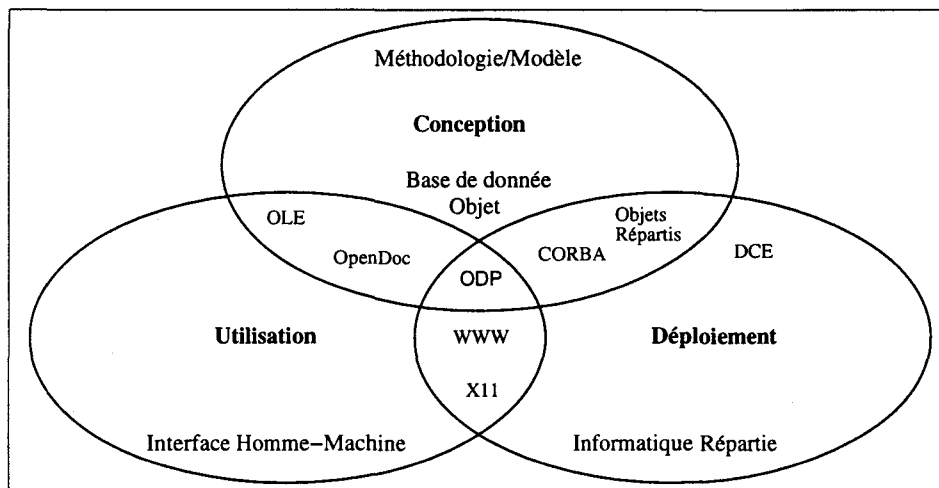 Méthodologie/Modèle
Conception
Base de donnée
Objet
OLE
OpenDoc
ODP
CORBA
Objets
Répartis
DCE
Utilisation
WWW
Déploiement
X11
Interface Homme−Machine
Informatique Répartie